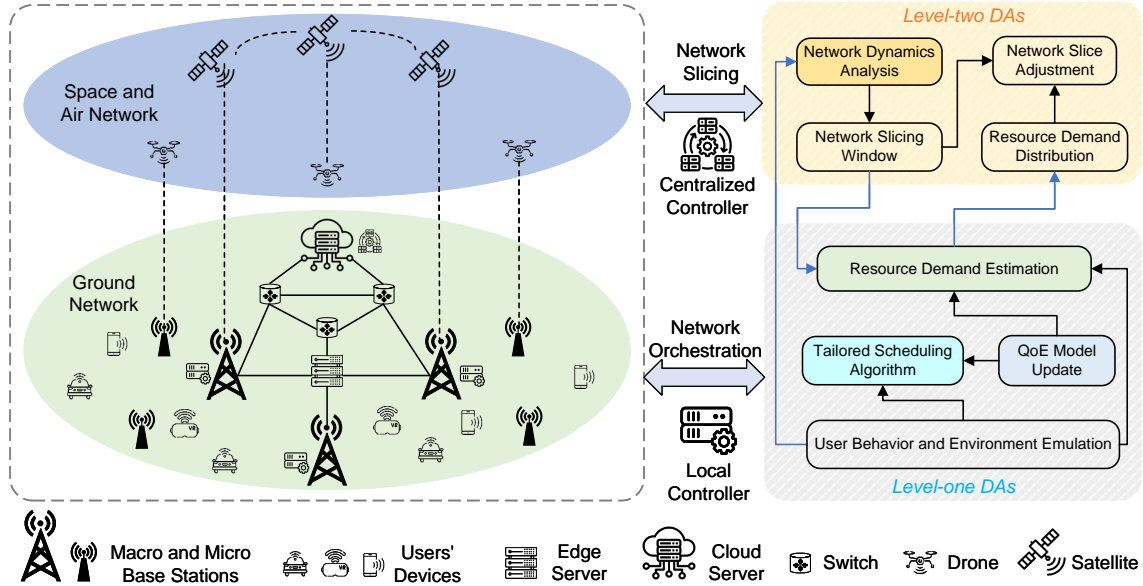 Space and
Air Network
Ground
Network
Network
Slicing
Centralized
Controller
Network
Orchestration
Local
Controller
Level-two DAs
Network Dynamics
Analysis
Network Slice
Adjustment
Network Slicing
Window
Resource Demand
Distribution
Resource Demand Estimation
Tailored Scheduling
Algorithm
QoE Model
Update
User Behavior and Environment Emulation
Level-one DAs
Macro and Micro
Base Stations
Users'
Devices
Edge
Server
Cloud
Server
Switch
Drone
Satellite